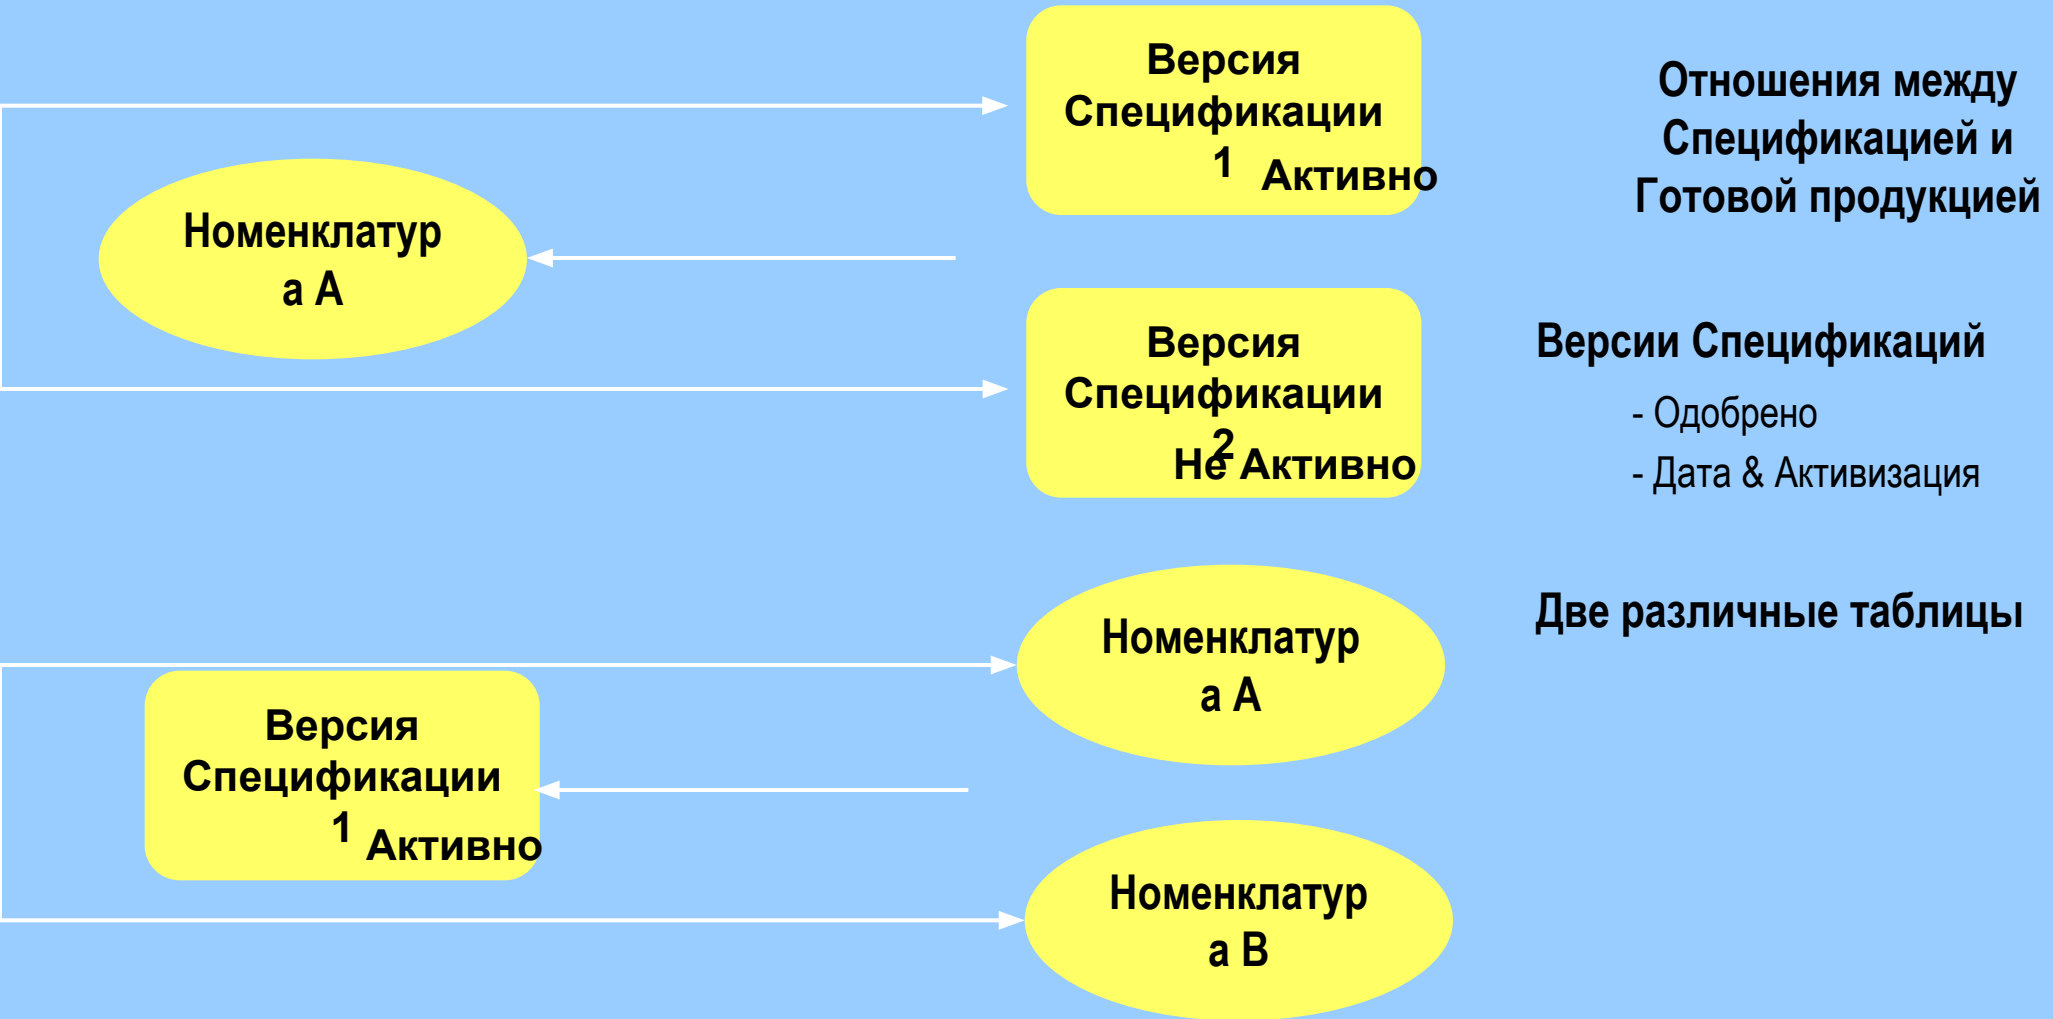 Версия
Спецификации
1 Активно
Отношения между
Спецификацией и
Готовой продукцией
Номенклатур
а А
Версия
Спецификации
2
Не Активно
Версии Спецификаций
- Одобрено
- Дата & Активизация
Две различные таблицы
Номенклатур
а А
Версия
Спецификации
1 Активно
Номенклатур
а В